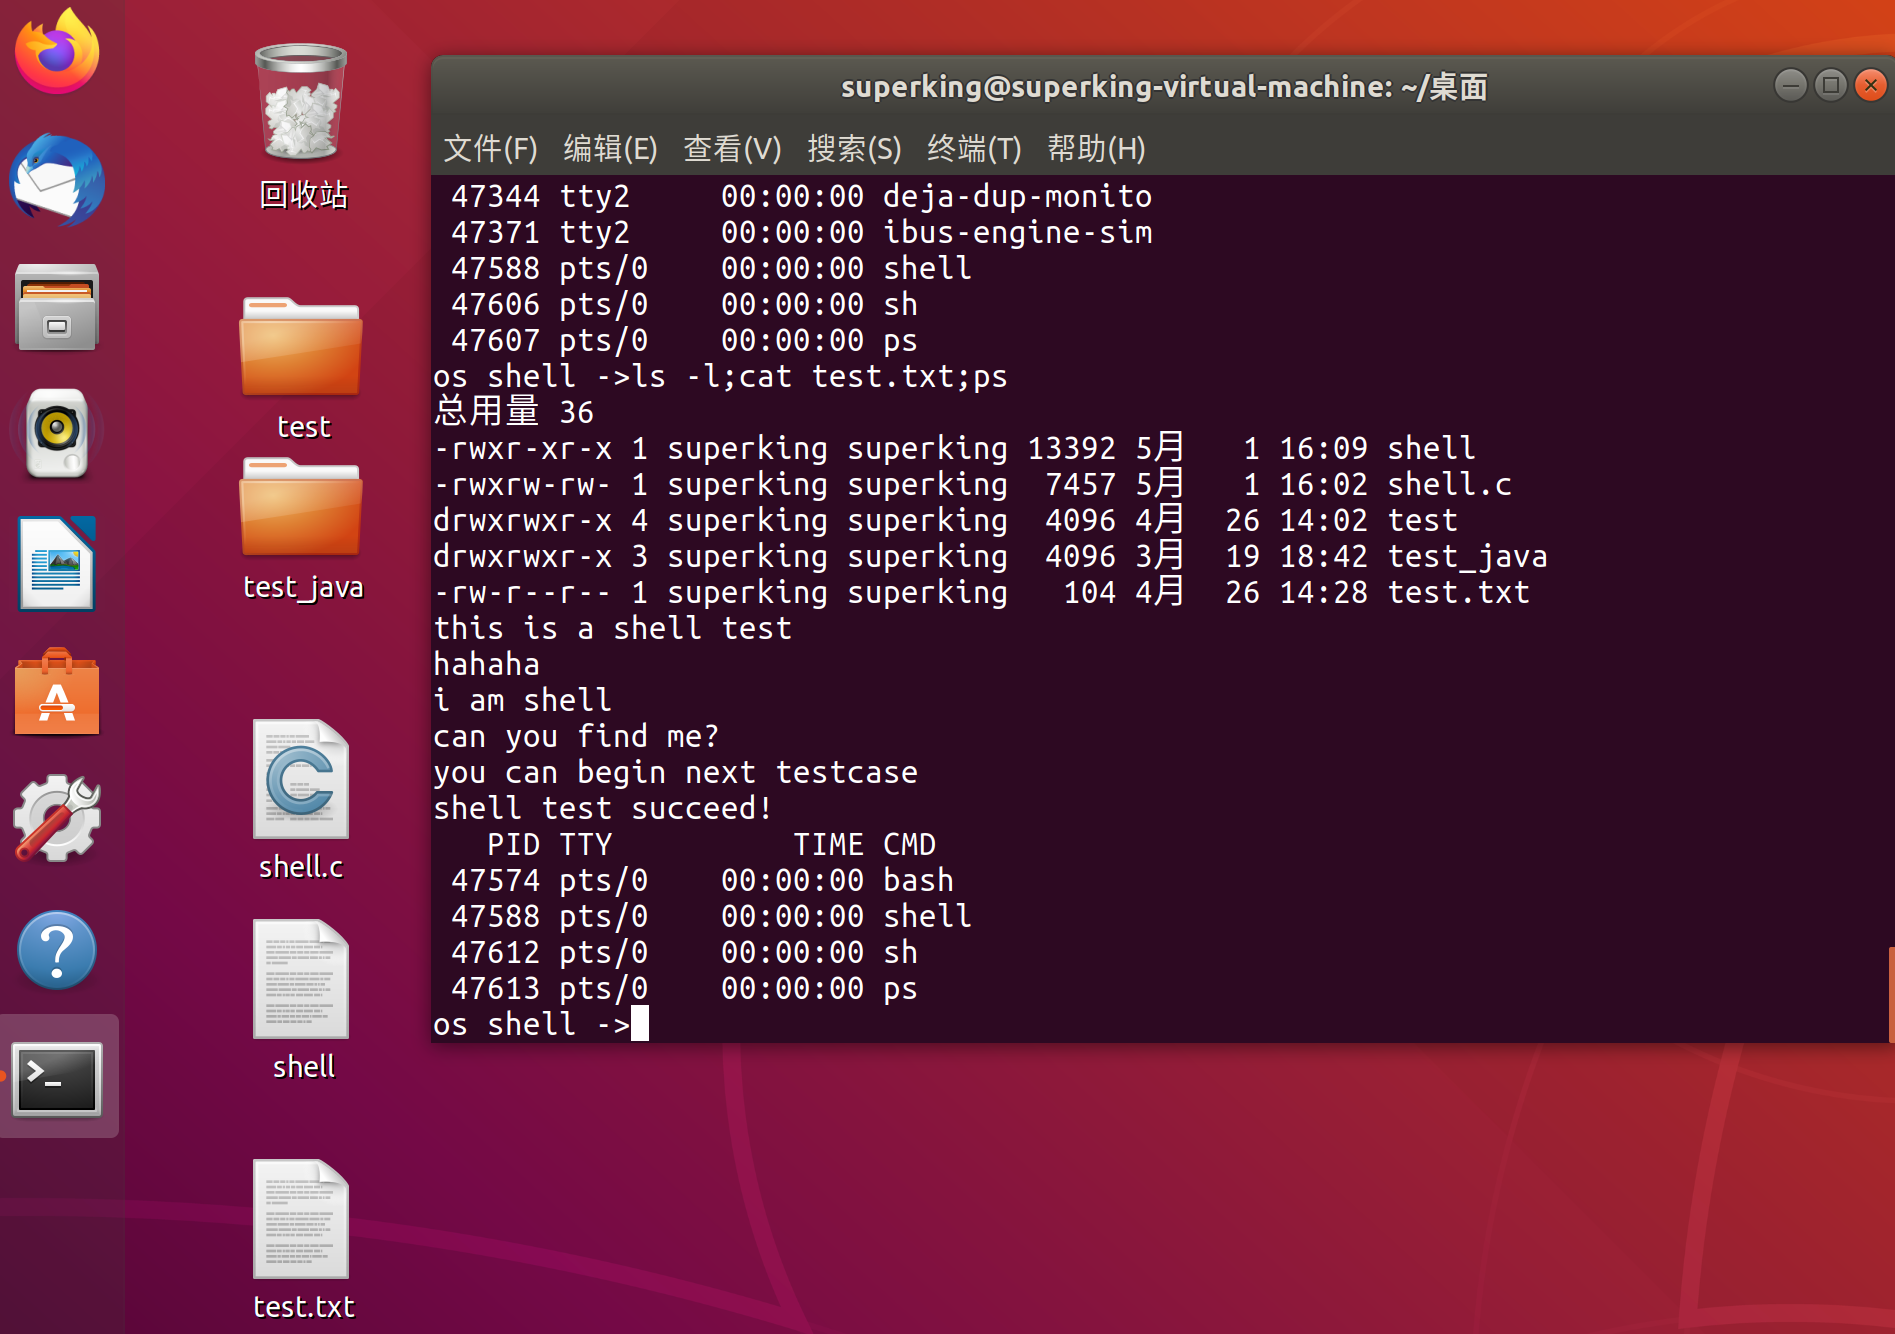 superking@superking-virtual-machine: ~/桌面
文件(F) 编辑(E) 查看(V) 搜索(S) 终端(T) 帮助(H)
 47344 tty2     00:00:00 deja-dup-monito
 47371 tty2     00:00:00 ibus-engine-sim
 47588 pts/0    00:00:00 shell
 47606 pts/0    00:00:00 sh
 47607 pts/0    00:00:00 ps
os shell ->ls -l;cat test.txt;ps
总用量 36
-rwxr-xr-x 1 superking superking 13392 5月   1 16:09 shell
-rwxrw-rw- 1 superking superking  7457 5月   1 16:02 shell.c
drwxrwxr-x 4 superking superking  4096 4月  26 14:02 test
drwxrwxr-x 3 superking superking  4096 3月  19 18:42 test_java
-rw-r--r-- 1 superking superking   104 4月  26 14:28 test.txt
this is a shell test
hahaha
i am shell
can you find me?
you can begin next testcase
shell test succeed!
   PID TTY          TIME CMD
 47574 pts/0    00:00:00 bash
 47588 pts/0    00:00:00 shell
 47612 pts/0    00:00:00 sh
 47613 pts/0    00:00:00 ps
os shell ->
回收站
test
test_java
shell.c
shell
test.txt